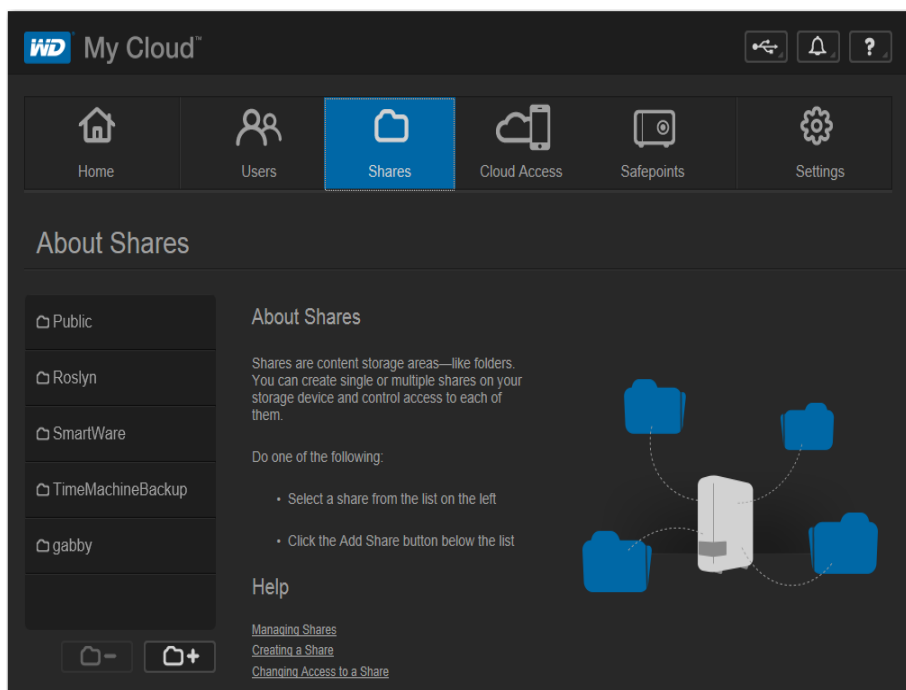 WD My Cloud™
?
Home
Users
Shares
Cloud Access
Safepoints
Settings
About Shares
Public
Roslyn
SmartWare
TimeMachineBackup
gabby
About Shares
Shares are content storage areas—like folders.
You can create single or multiple shares on your
storage device and control access to each of
them.
Do one of the following:
• Select a share from the list on the left
• Click the Add Share button below the list
Help
Managing Shares
Creating a Share
Changing Access to a Share